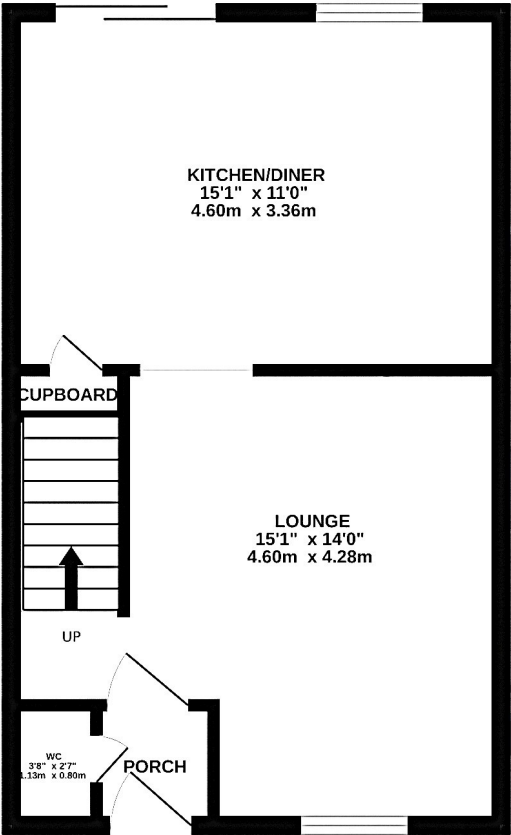 KITCHEN/DINER
15'1" x 11'0"
4.60m x 3.36m
CUPBOARD
LOUNGE
15'1" x 14'0"
4.60m x 4.28m
UP
WC
3'8" x 2'7"
1.13m x 0.80m
PORCH